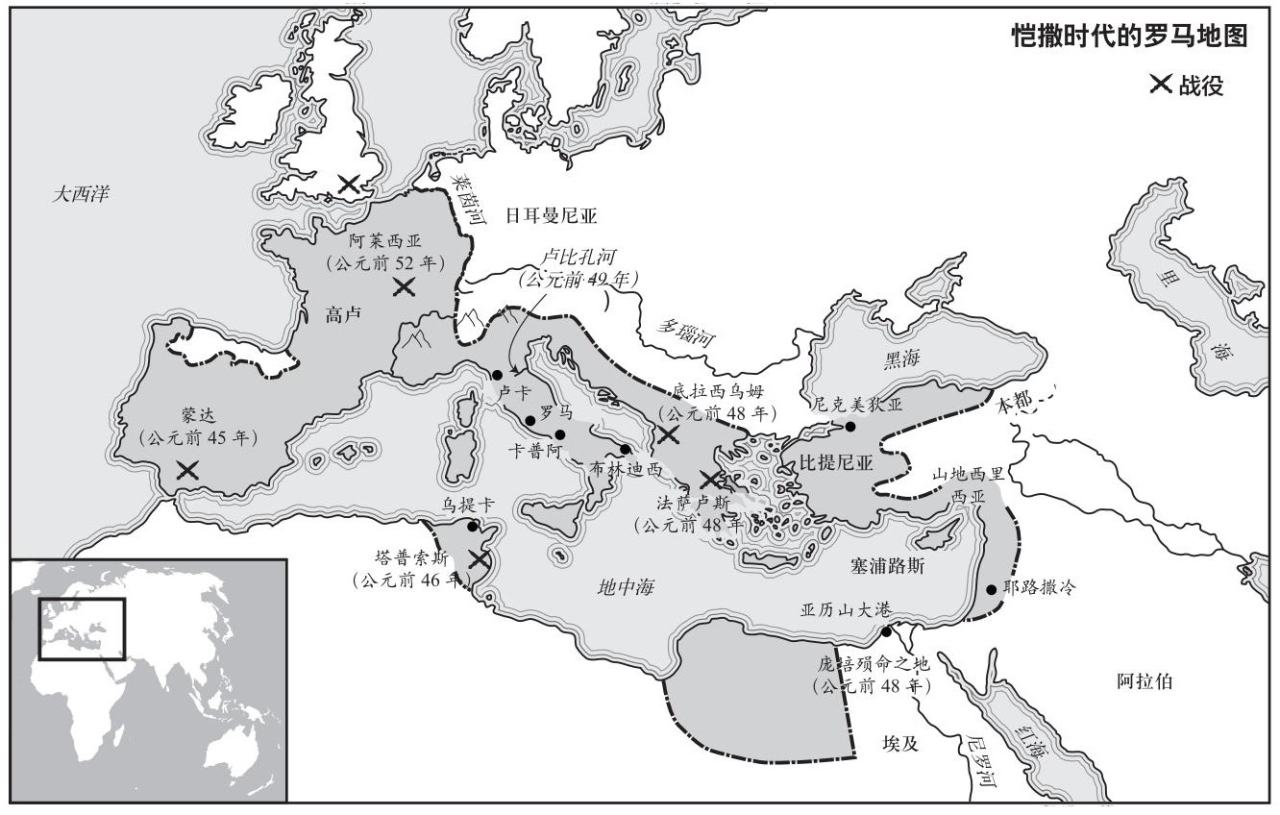 恺撒时代的罗马地图
战役
大西洋
莱茵河
日耳曼尼亚
阿莱西亚
(公元前 52 年)
卢比孔河
(公元前 49 年)
高卢
多瑙河
里
海
黑海
底拉西乌姆
(公元前 48 年)
尼克美狄亚
本都
卢卡
罗马
蒙达
(公元前 45 年)
卡普阿
布林迪西
比提尼亚
山地西里
西亚
乌提卡
法萨卢斯
(公元前 48 年)
塔普索斯
(公元前 46 年)
地中海
塞浦路斯
耶路撒冷
亚历山大港
庞培殒命之地
(公元前 48 年)
阿拉伯
埃及
尼罗河
红海